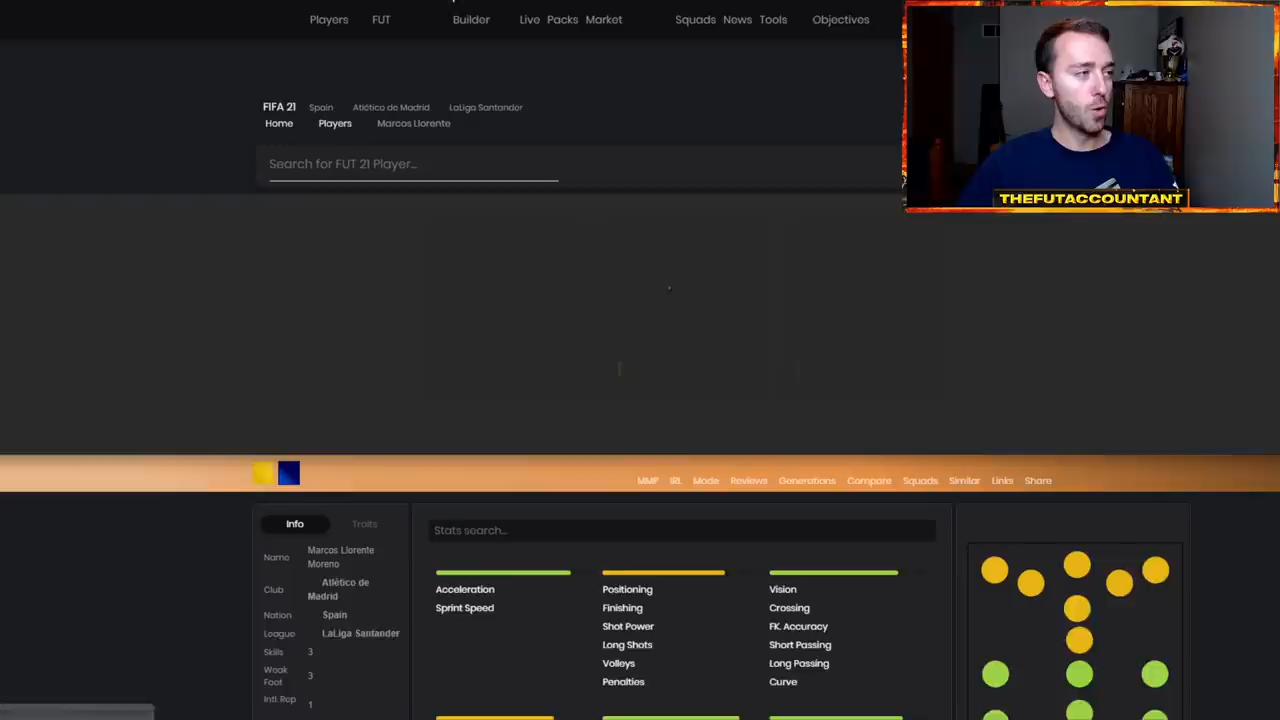 Players FUT Builder Live Packs Market Squads News Tools Objectives
FIFA 21 Spain Atlético de Madrid LaLiga Santander
Home Players Marcos Llorente
Search for FUT 21 Player...
THEFUTACCOUNTANT
MMP IRL Mode Reviews Generations Compare Squads Similar Links Share
Info Traits
Name Marcos Llorente
Moreno
Club Atlético de
Madrid
Nation Spain
League LaLiga Santander
Skills 3
Weak
Foot 3
Intl. Rep 1
Stats search...
Acceleration Positioning Vision
Sprint Speed Finishing Crossing
Shot Power FK. Accuracy
Long Shots Short Passing
Volleys Long Passing
Penalties Curve